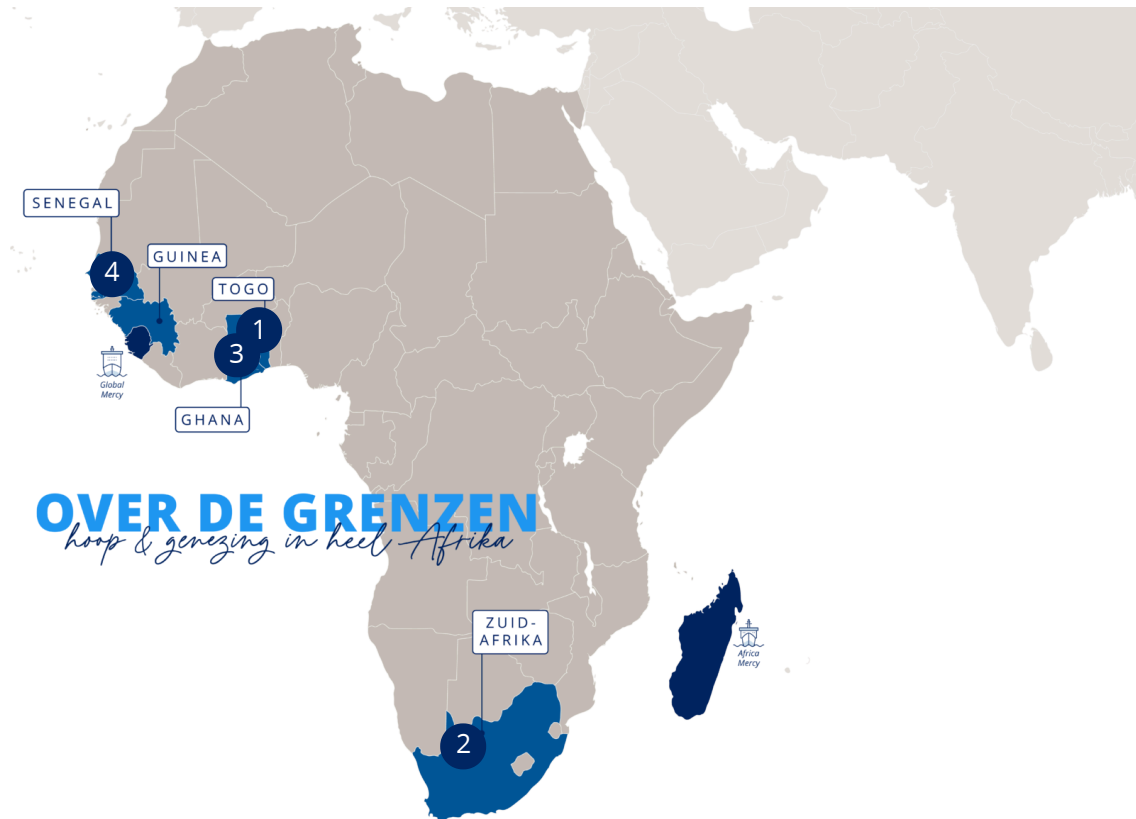 SENEGAL
4
GUINEA
TOGO
1
3
Global
Mercy
GHANA
OVER DE GRENZEN
hoop & genezing in heel Afrika
ZUID-
AFRIKA
Africa
Mercy
2